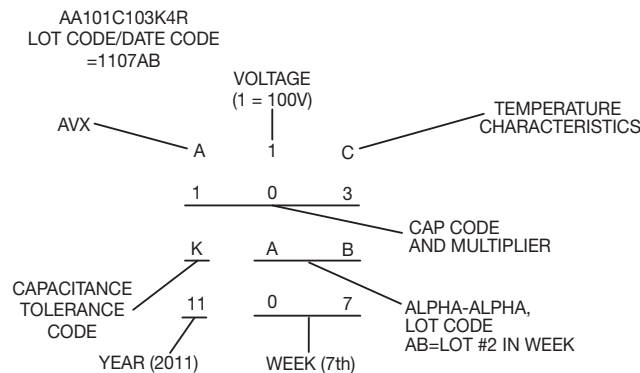 AA101C103K4R
LOT CODE/DATE CODE
=1107AB
VOLTAGE
(1 = 100V)
TEMPERATURE
CHARACTERISTICS
AVX
A 1 C
1 0 3
CAP CODE
AND MULTIPLIER
K A B
CAPACITANCE
TOLERANCE
CODE
ALPHA-ALPHA,
LOT CODE
AB=LOT #2 IN WEEK
11 0 7
YEAR (2011)
WEEK (7th)